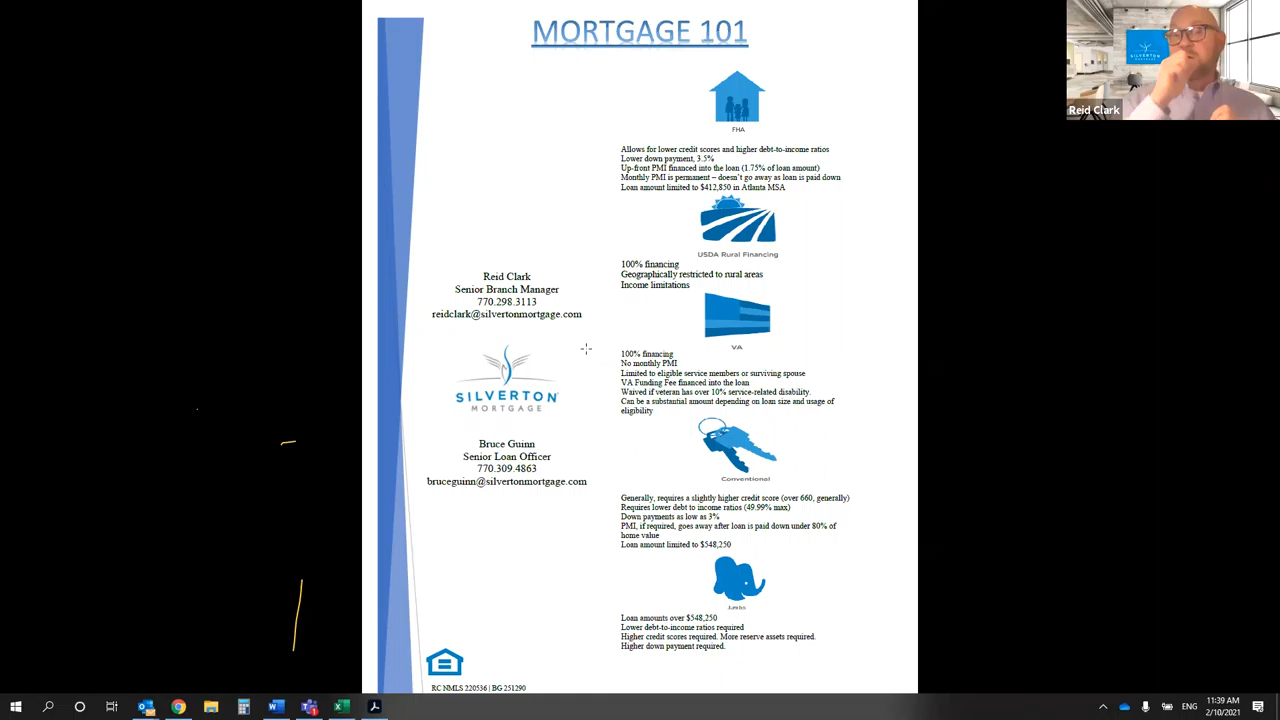 MORTGAGE 101
FHA
Allows for lower credit scores and higher debt-to-income ratios
Lower down payment, 3.5%
Up-front PMI financed into the loan (1.75% of loan amount)
Monthly PMI is permanent – doesn't go away as loan is paid down
Loan amount limited to $412,850 in Atlanta MSA
USDA Rural Financing
100% financing
Geographically restricted to rural areas
Income limitations
VA
100% financing
No monthly PMI
Limited to eligible service members or surviving spouse
VA Funding Fee financed into the loan
Waived if veteran has over 10% service-related disability.
Can be a substantial amount depending on loan size and usage of
eligibility
Conventional
Generally, requires a slightly higher credit score (over 660, generally)
Requires lower debt to income ratios (49.99% max)
Down payments as low as 3%
PMI, if required, goes away after loan is paid down under 80% of
home value
Loan amount limited to $548,250
Jumbo
Loan amounts over $548,250
Lower debt-to-income ratios required
Higher credit scores required. More reserve assets required.
Higher down payment required.
Reid Clark
Senior Branch Manager
770.298.3113
reidclark@silvertonmortgage.com
SILVERTON
MORTGAGE
Bruce Guinn
Senior Loan Officer
770.309.4863
bruceguinn@silvertonmortgage.com
RC NMLS 220536 | BG 251290
SILVERTON
MORTGAGE
Reid Clark
ENG
11:39 AM
2/10/2021